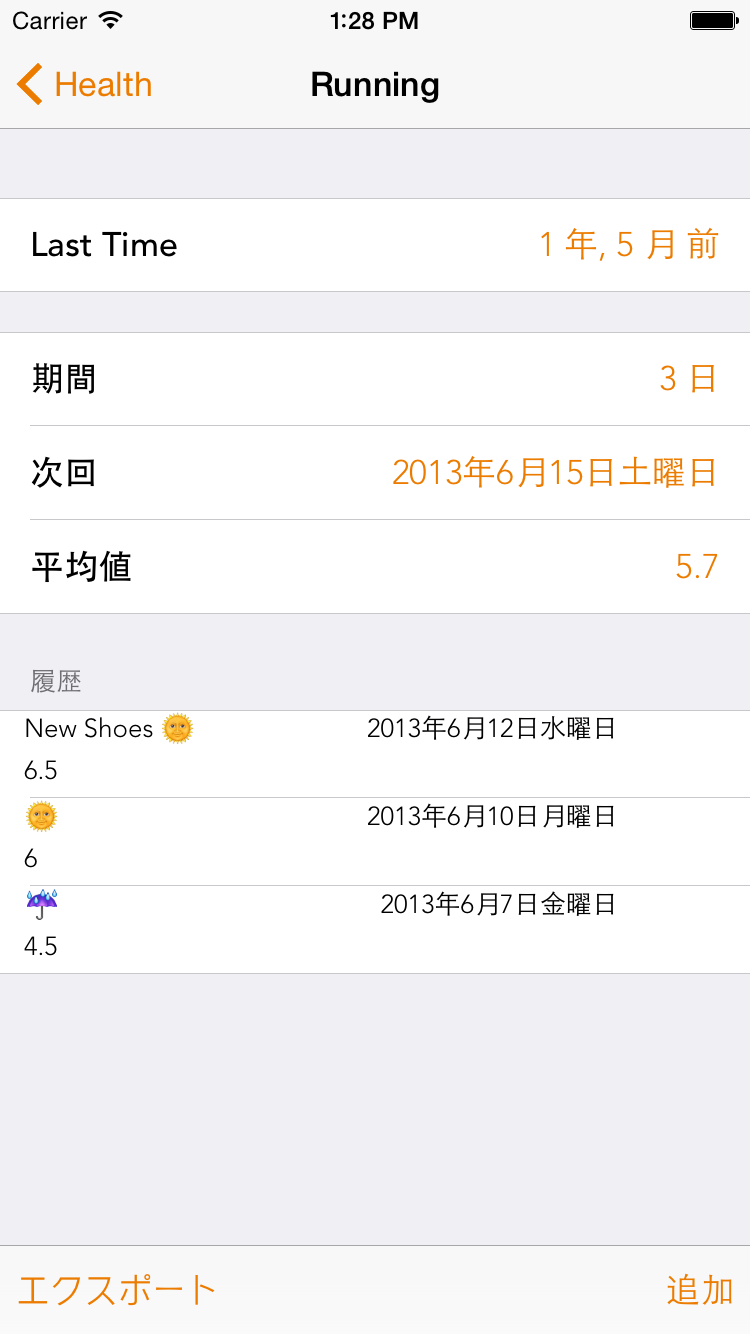 Carrier 1:28 PM
Health Running
Last Time 1 年, 5 月 前
期間 3 日
次回 2013年6月15日土曜日
平均値 5.7
履歴
New Shoes 🌞 2013年6月12日水曜日
6.5
🌞 2013年6月10日月曜日
6
☔ 2013年6月7日金曜日
4.5
エクスポート 追加